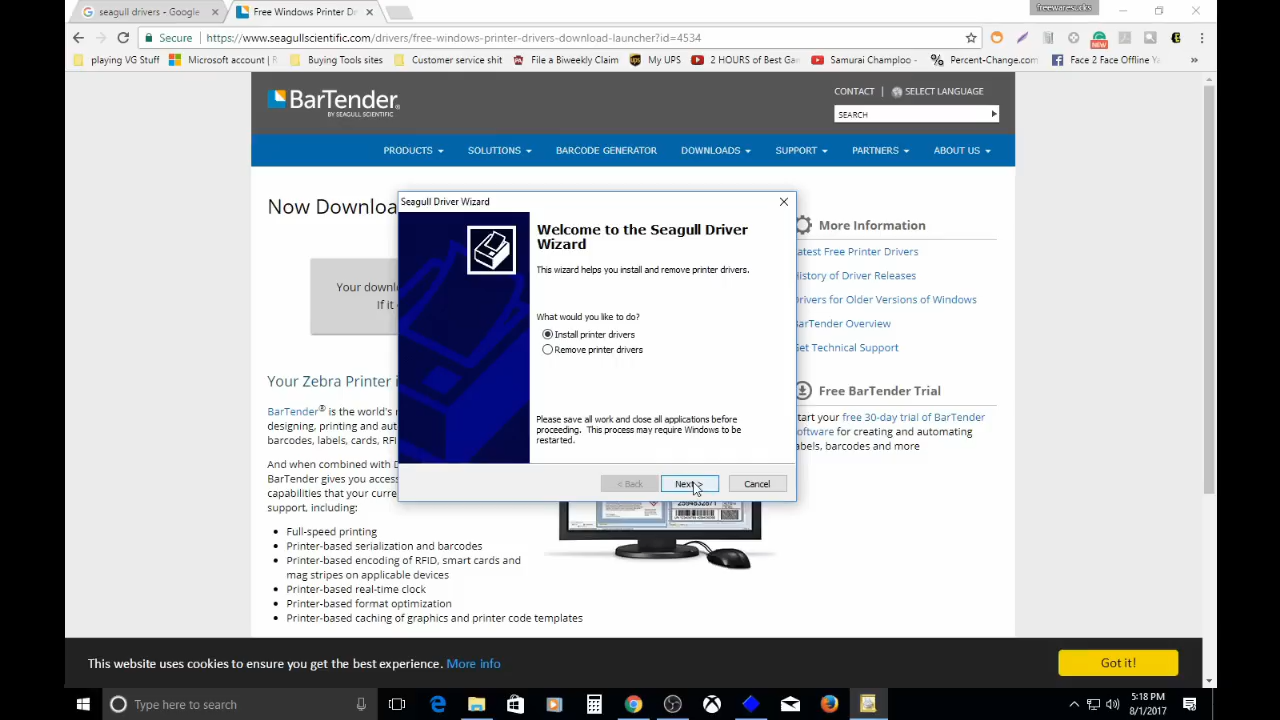 seagull drivers - Google
Free Windows Printer Dr
freewaresucks
Secure
https://www.seagullscientific.com/drivers/free-windows-printer-drivers-download-launcher?id=4534
playing VG Stuff
Microsoft account |
Buying Tools sites
Customer service shit
File a Biweekly Claim
My UPS
2 HOURS of Best Ga
Samurai Champloo -
Percent-Change.com
Face 2 Face Offline
»
NEW
BarTender®
BY SEAGULL SCIENTIFIC
CONTACT | SELECT LANGUAGE
SEARCH
PRODUCTS
SOLUTIONS
BARCODE GENERATOR
DOWNLOADS
SUPPORT
PARTNERS
ABOUT US
Now Downloa
Your downl
If it
Your Zebra Printer i
BarTender® is the world's
designing, printing and
barcodes, labels, cards, RFI
And when combined with D
BarTender gives you acces
capabilities that your curre
support, including:
Full-speed printing
Printer-based serialization and barcodes
Printer-based encoding of RFID, smart cards and
mag stripes on applicable devices
Printer-based real-time clock
Printer-based format optimization
Printer-based caching of graphics and printer code templates
Seagull Driver Wizard
Welcome to the Seagull Driver
Wizard
This wizard helps you install and remove printer drivers.
What would you like to do?
Install printer drivers
Remove printer drivers
Please save all work and close all applications before
proceeding. This process may require Windows to be
restarted.
< Back
Next >
Cancel
More Information
atest Free Printer Drivers
istory of Driver Releases
rivers for Older Versions of Windows
arTender Overview
et Technical Support
Free BarTender Trial
tart your free 30-day trial of BarTender
oftware for creating and automating
abels, barcodes and more
This website uses cookies to ensure you get the best experience. More info
Got it!
Type here to search
5:18 PM
8/1/2017